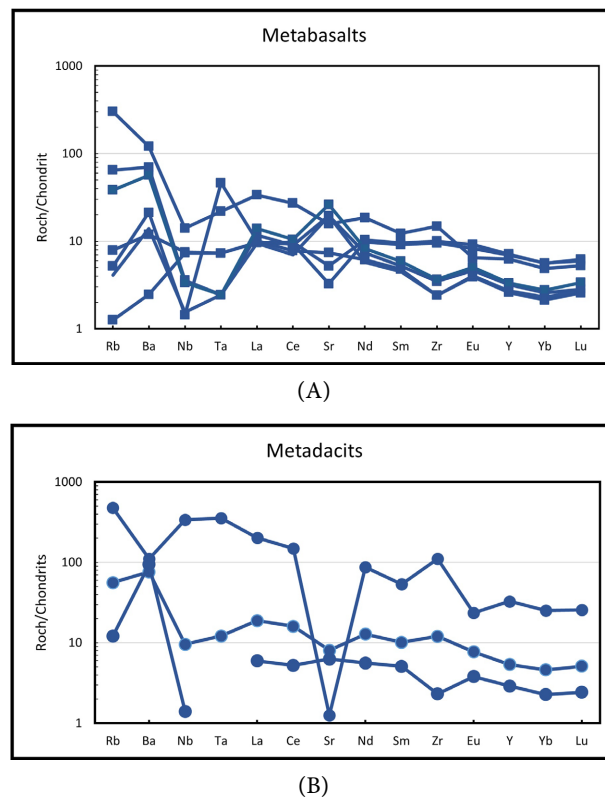 Metabasalts
Roch/Chondrit
1000
100
10
1
Rb Ba Nb Ta La Ce Sr Nd Sm Zr Eu Y Yb Lu
(A)
Metadacits
Roch/Chondrits
1000
100
10
1
Rb Ba Nb Ta La Ce Sr Nd Sm Zr Eu Y Yb Lu
(B)